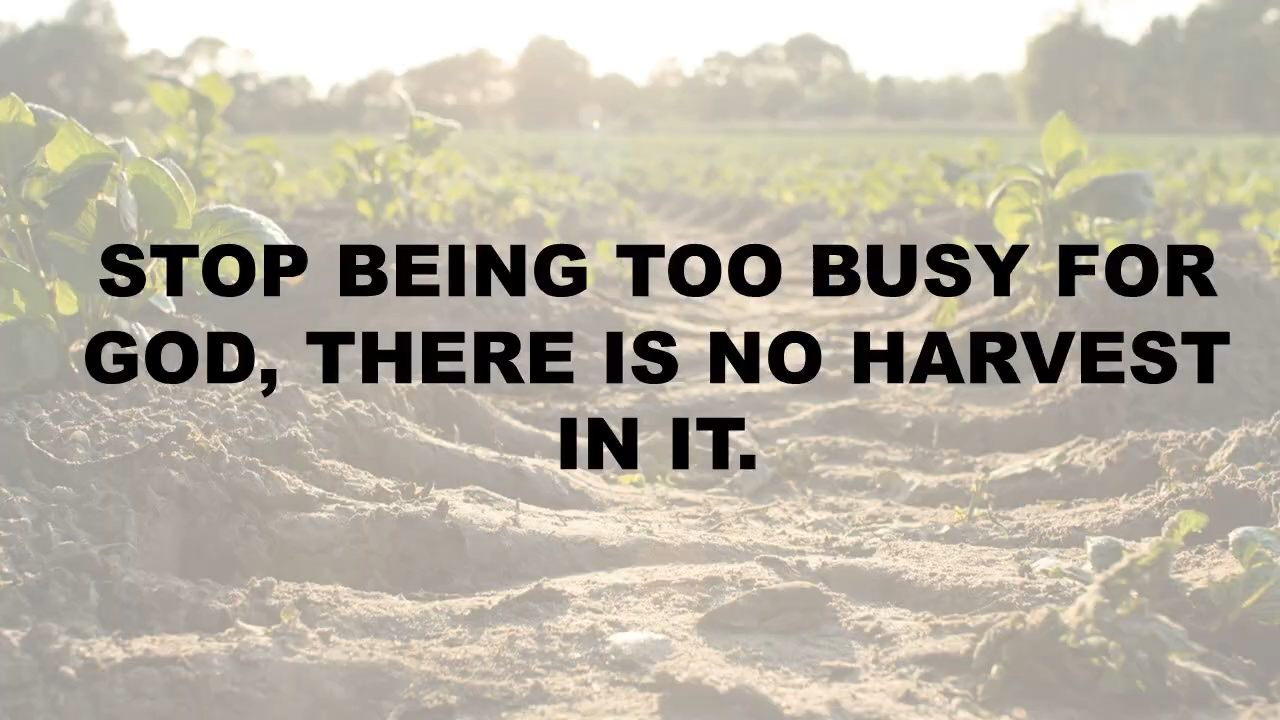 STOP BEING TOO BUSY FOR
GOD, THERE IS NO HARVEST
IN IT.